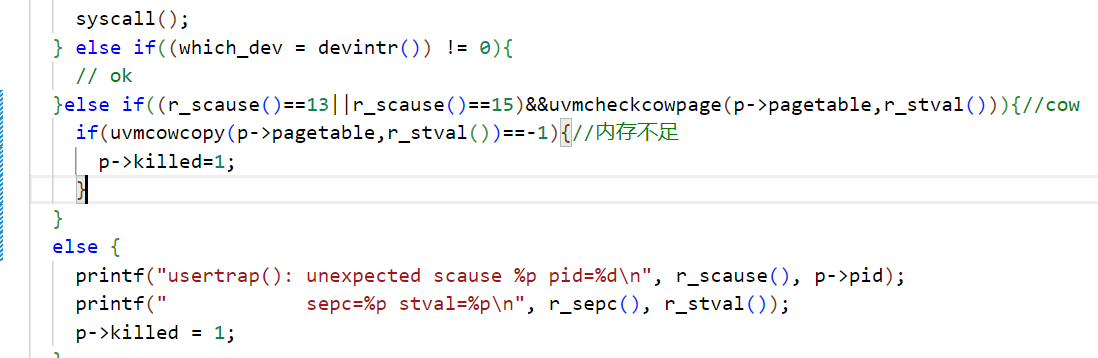 syscall();
} else if((which_dev = devintr()) != 0){
// ok
}else if((r_scause()==13||r_scause()==15)&&uvmcheckcowpage(p->pagetable,r_stval())){//cow
if(uvmcowcopy(p->pagetable,r_stval())==-1){//内存不足
p->killed=1;
}
}
else {
printf("usertrap(): unexpected scause %p pid=%d\n", r_scause(), p->pid);
printf("            sepc=%p stval=%p\n", r_sepc(), r_stval());
p->killed = 1;
}